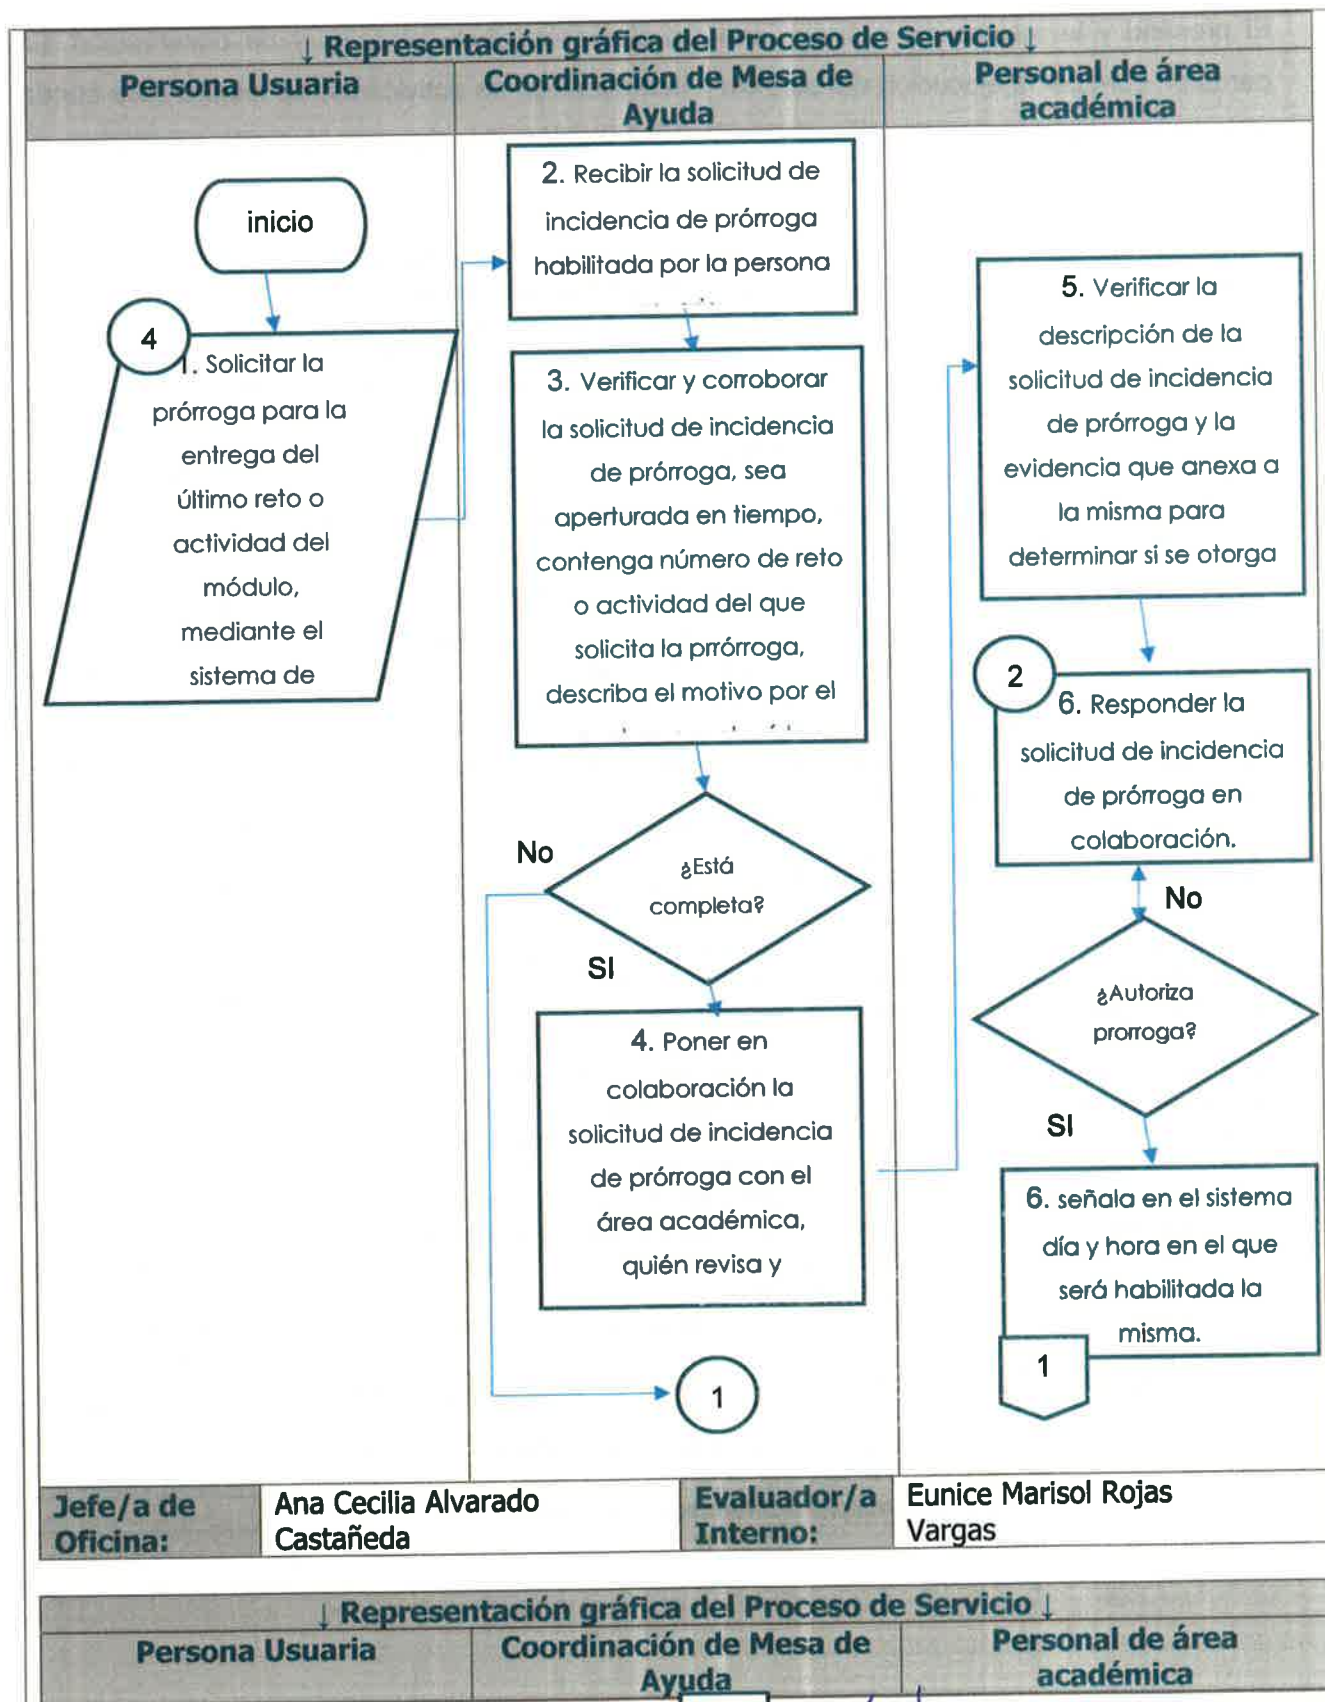 ↓ Representación gráfica del Proceso de Servicio ↓
Persona Usuaria
Coordinación de Mesa de
Ayuda
Personal de área
académica
inicio
4
1. Solicitar la
prórroga para la
entrega del
último reto o
actividad del
módulo,
mediante el
sistema de
2. Recibir la solicitud de
incidencia de prórroga
habilitada por la persona
3. Verificar y corroborar
la solicitud de incidencia
de prórroga, sea
aperturada en tiempo,
contenga número de reto
o actividad del que
solicita la prrórroga,
describa el motivo por el
No
¿Está
completa?
SI
4. Poner en
colaboración la
solicitud de incidencia
de prórroga con el
área académica,
quién revisa y
1
5. Verificar la
descripción de la
solicitud de incidencia
de prórroga y la
evidencia que anexa a
la misma para
determinar si se otorga
2
6. Responder la
solicitud de incidencia
de prórroga en
colaboración.
No
¿Autoriza
prorroga?
SI
6. señala en el sistema
día y hora en el que
será habilitada la
misma.
1
Jefe/a de
Oficina:
Ana Cecilia Alvarado
Castañeda
Evaluador/a
Interno:
Eunice Marisol Rojas
Vargas
↓ Representación gráfica del Proceso de Servicio ↓
Persona Usuaria
Coordinación de Mesa de
Ayuda
Personal de área
académica